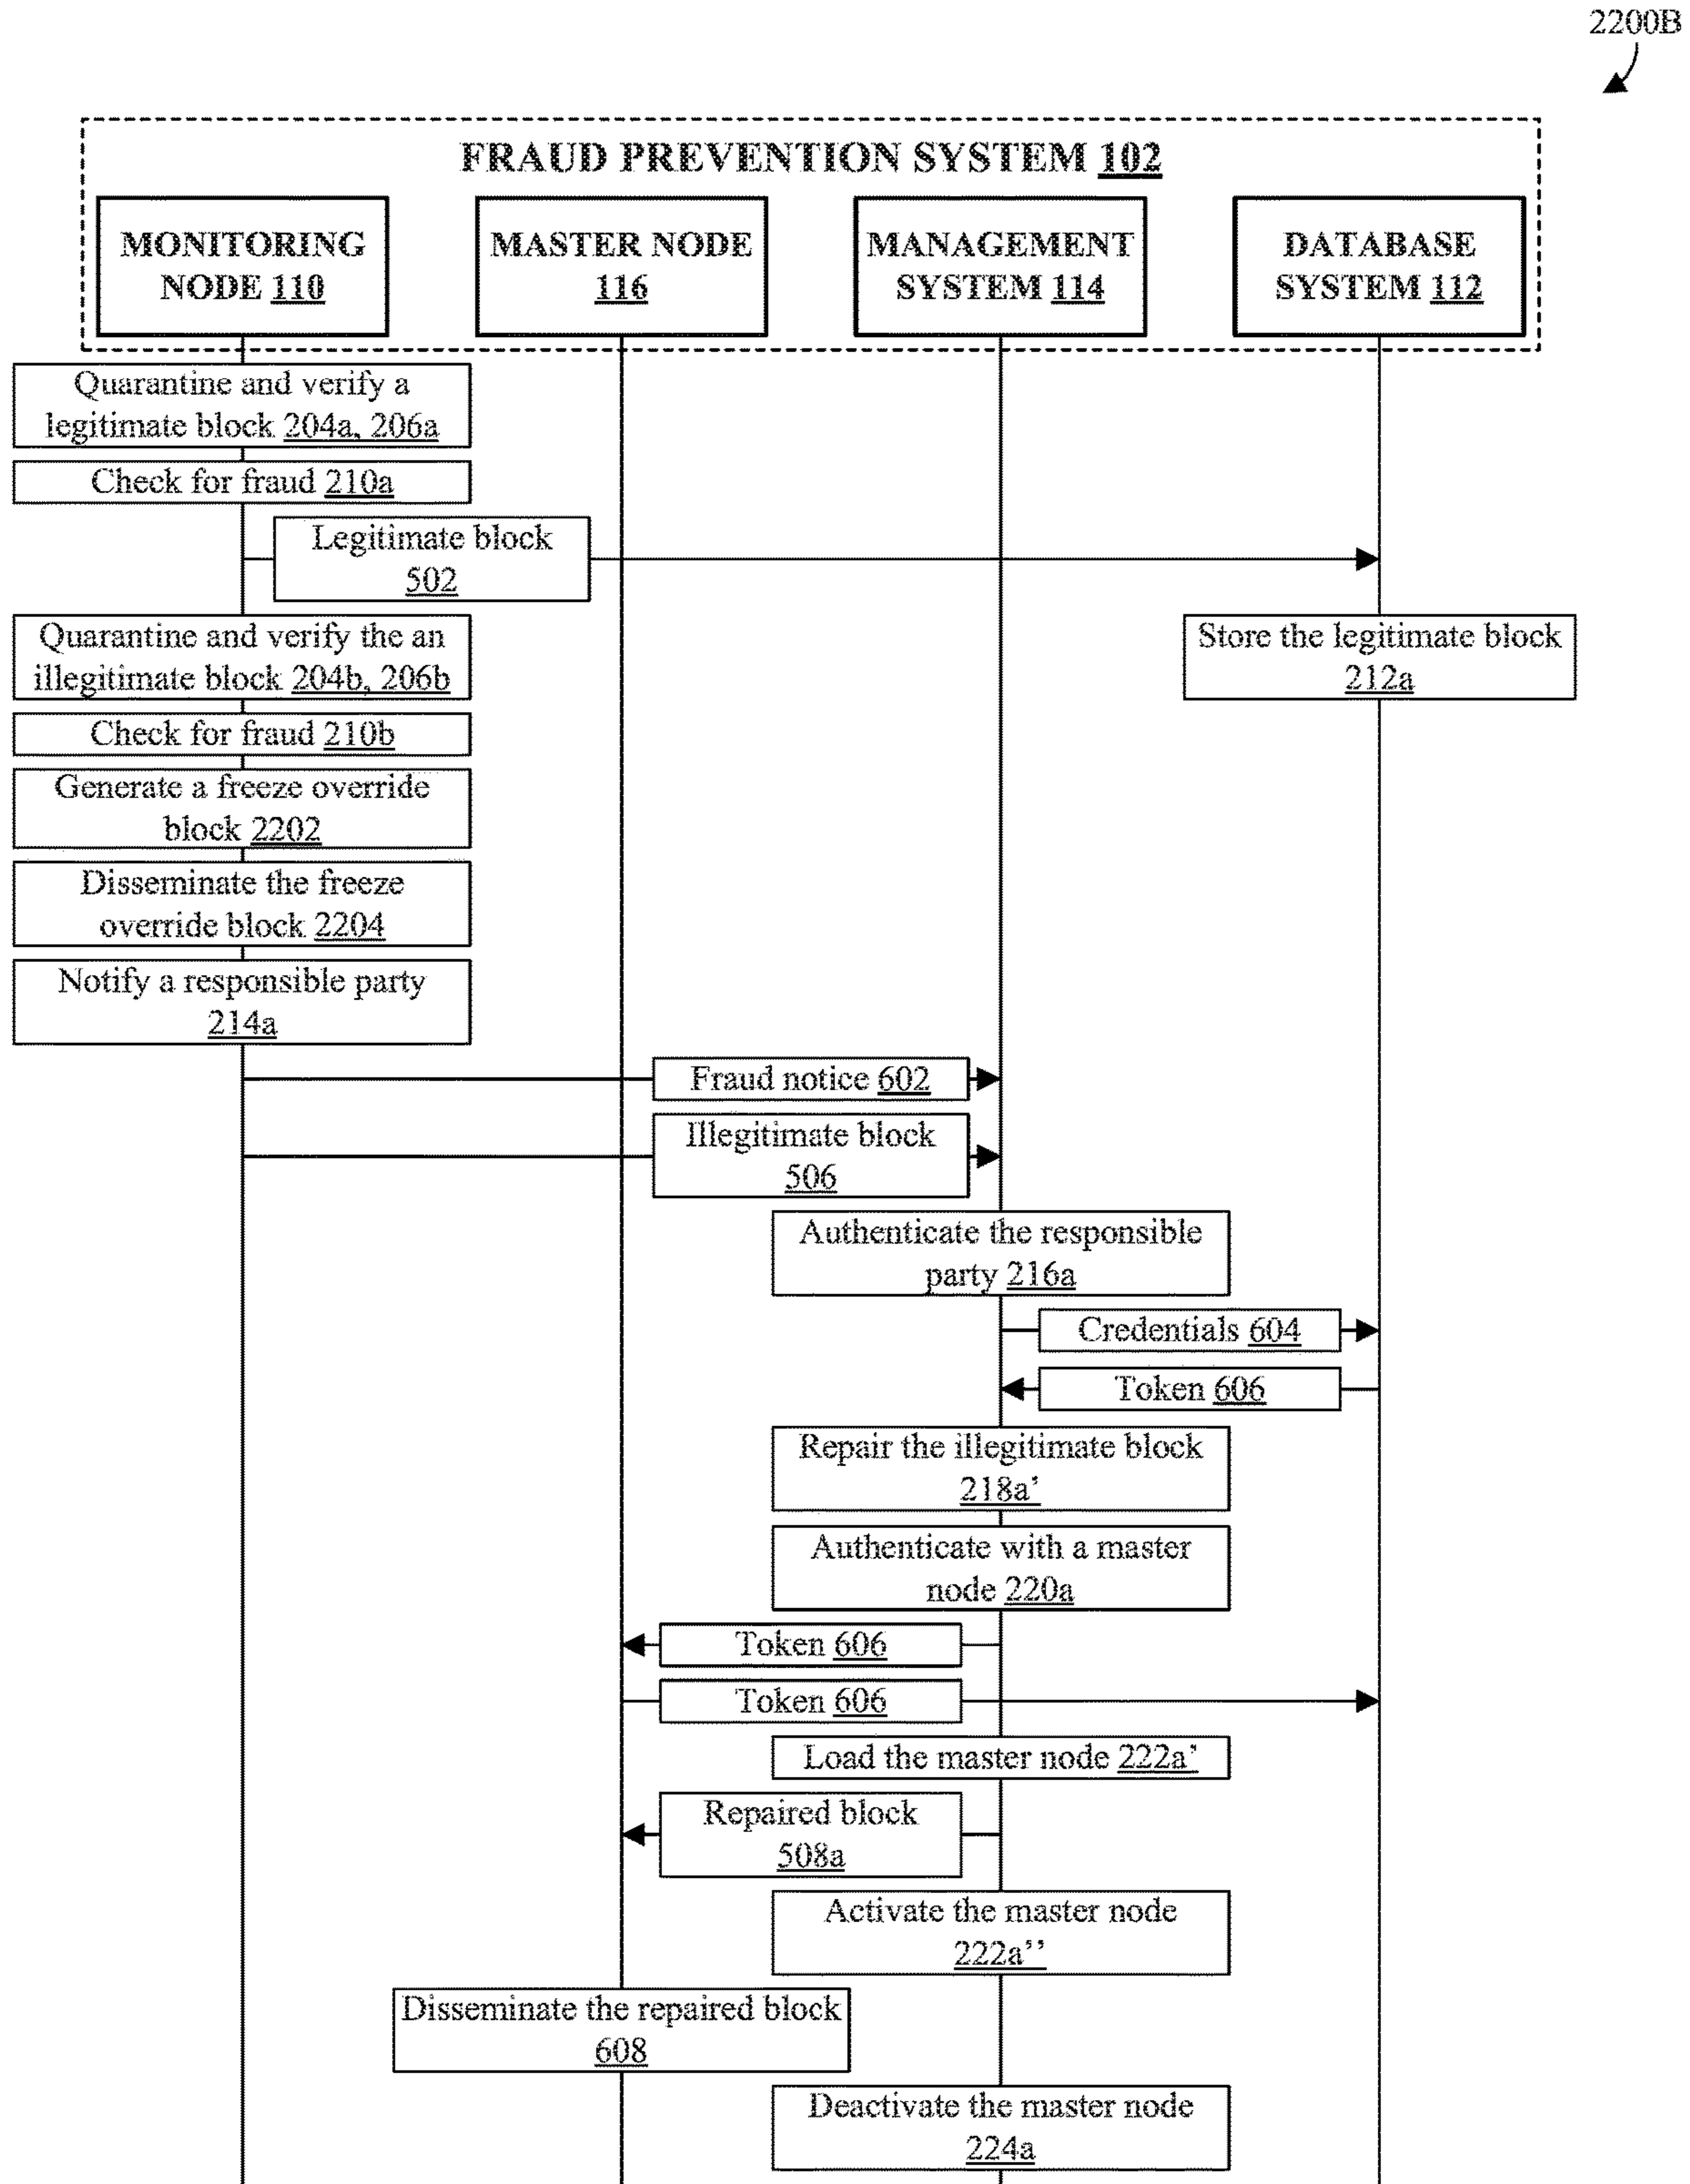 2200B
FRAUD PREVENTION SYSTEM 102
MONITORING
NODE 110
MASTER NODE
116
MANAGEMENT
SYSTEM 114
DATABASE
SYSTEM 112
Quarantine and verify a
legitimate block 204a, 206a
Check for fraud 210a
Legitimate block
502
Quarantine and verify the an
illegitimate block 204b, 206b
Store the legitimate block
212a
Check for fraud 210b
Generate a freeze override
block 2202
Disseminate the freeze
override block 2204
Notify a responsible party
214a
Fraud notice 602
Illegitimate block
506
Authenticate the responsible
party 216a
Credentials 604
Token 606
Repair the illegitimate block
218a’
Authenticate with a master
node 220a
Token 606
Token 606
Load the master node 222a’
Repaired block
508a
Activate the master node
222a’’
Disseminate the repaired block
608
Deactivate the master node
224a